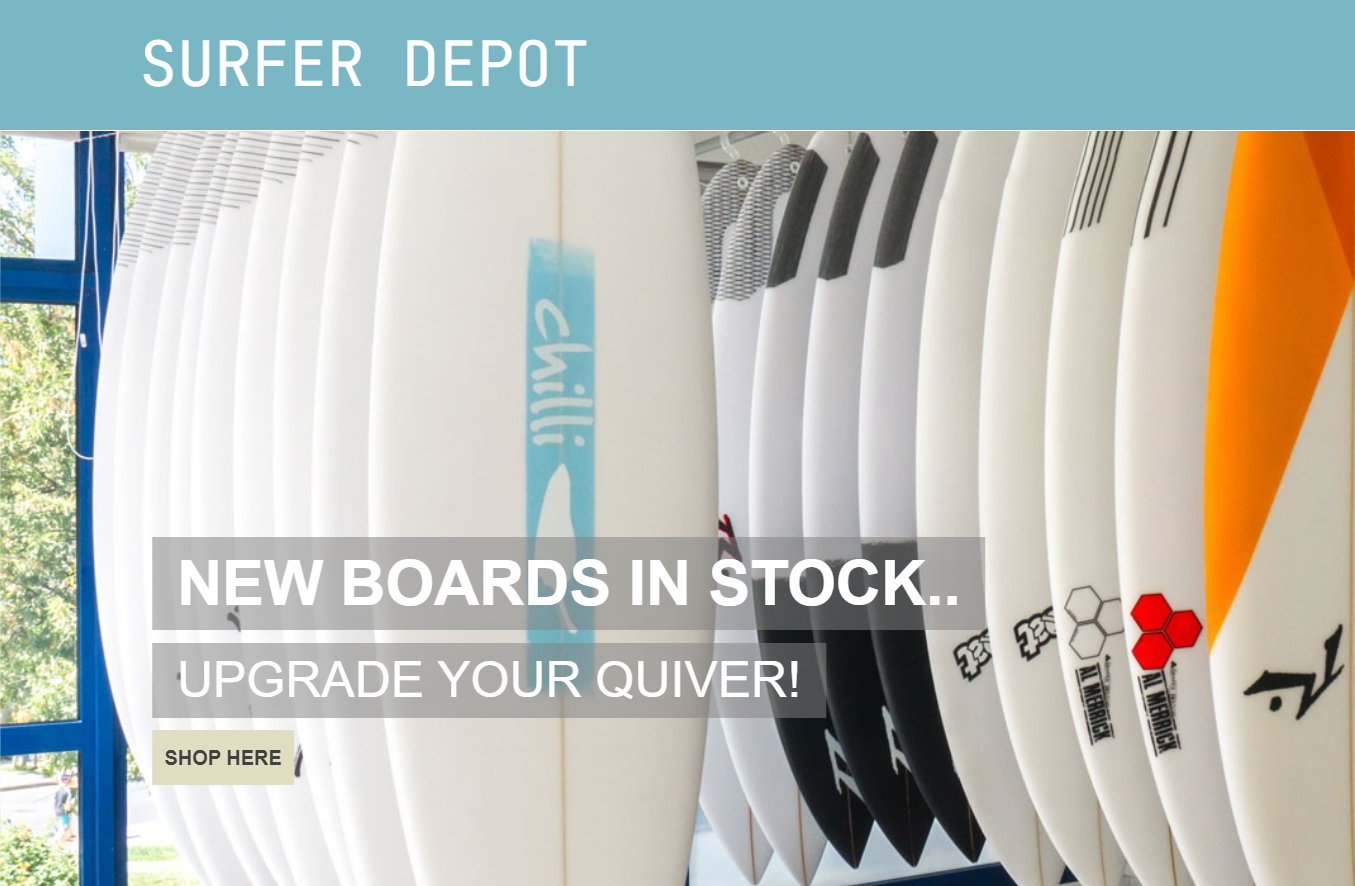 SURFER DEPOT
chilli
NEW BOARDS IN STOCK..
UPGRADE YOUR QUIVER!
SHOP HERE
AL MERRICK
AL MERRICK